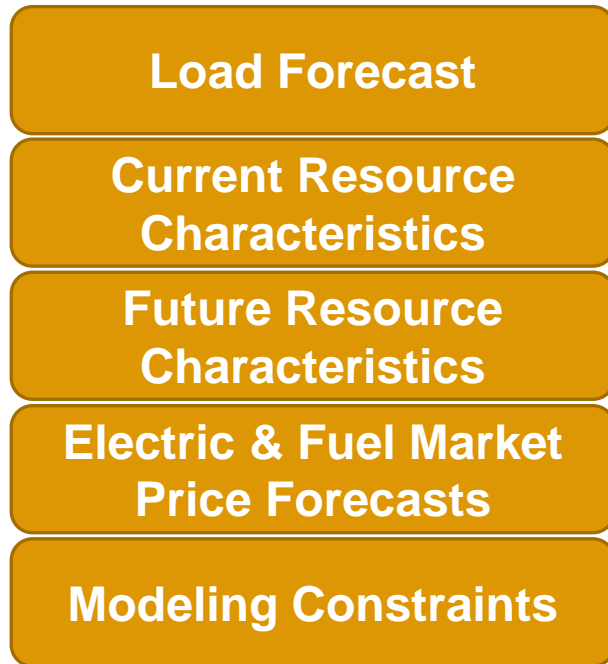 Load Forecast
Current Resource
Characteristics
Future Resource
Characteristics
Electric & Fuel Market
Price Forecasts
Modeling Constraints